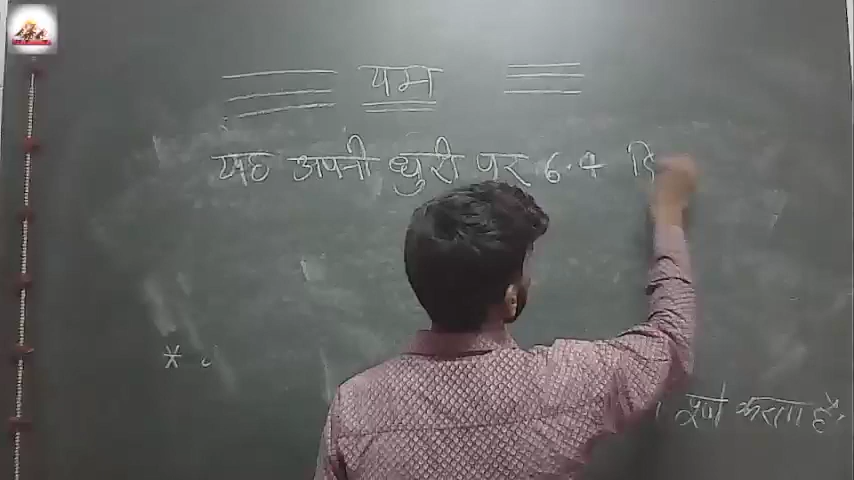 यम
यह अपनी धुरी पर 6.4 दि
*
पूर्ण करता है,